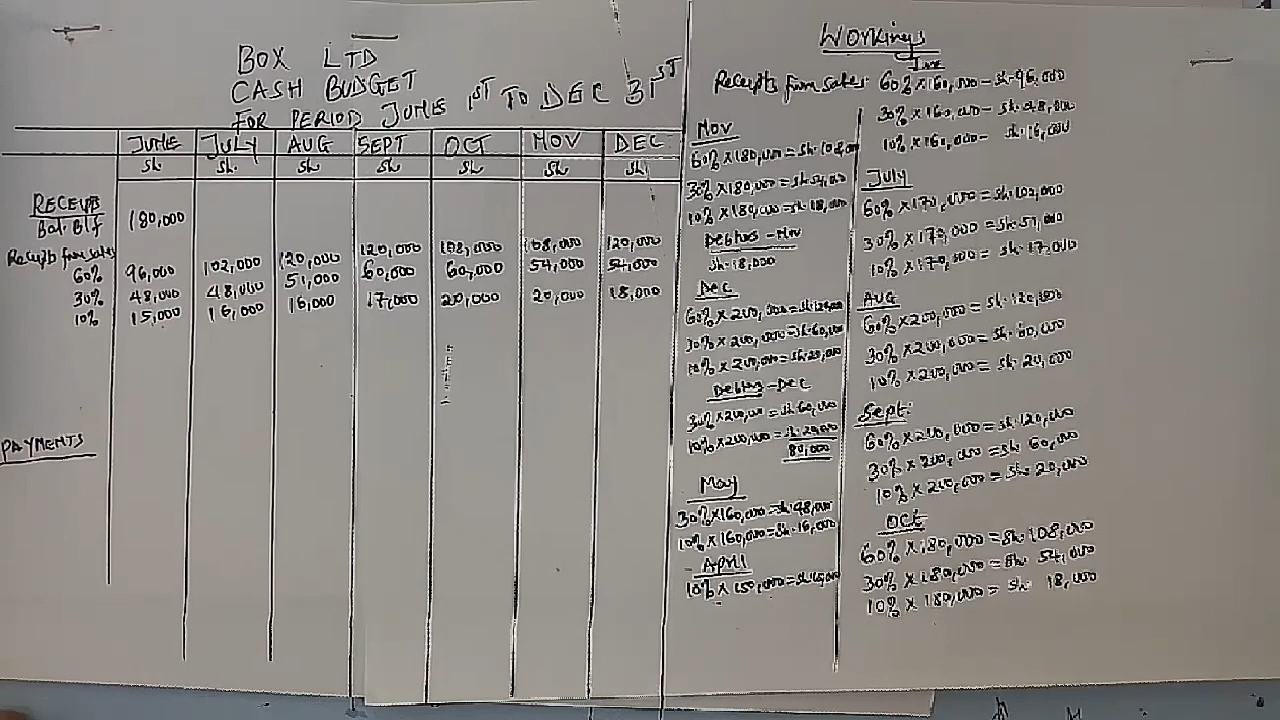 BOX LTD
CASH BUDGET
FOR PERIOD JUNE 1ST TO DEC 31ST
JUNE JULY AUG SEPT OCT NOV DEC
Sh Sh. Sh Sh Sh Sh Sh
RECEIPTS
Bal. B/f 180,000
Receipts from sales
60% 96,000 102,000 120,000 120,000 108,000 108,000 120,000
30% 48,000 48,000 51,000 60,000 60,000 54,000 54,000
10% 15,000 16,000 16,000 17,000 20,000 20,000 18,000
PAYMENTS
Workings
June
Receipts from sales: 60% × 160,000 - sh. 96,000
30% × 160,000 - sh. 48,000
10% × 160,000 - sh. 16,000
Nov
60% × 180,000 = sh. 108,000
30% × 180,000 = sh. 54,000
10% × 180,000 = sh. 18,000
Debtors - Nov
sh. 18,000
Dec
60% × 200,000 = sh. 120,000
30% × 200,000 = sh. 60,000
10% × 200,000 = sh. 20,000
Debtors - Dec
30% × 200,000 = sh. 60,000
10% × 200,000 = sh. 20,000
80,000
May
30% × 160,000 = sh. 48,000
10% × 160,000 = sh. 16,000
April
10% × 150,000 = sh. 15,000
July
60% × 170,000 = sh. 102,000
30% × 170,000 = sh. 51,000
10% × 170,000 = sh. 17,000
AUG
60% × 200,000 = sh. 120,000
30% × 200,000 = sh. 60,000
10% × 200,000 = sh. 20,000
Sept:
60% × 200,000 = sh. 120,000
30% × 200,000 = sh. 60,000
10% × 200,000 = sh. 20,000
OCT
60% × 180,000 = sh. 108,000
30% × 180,000 = sh. 54,000
10% × 180,000 = sh. 18,000